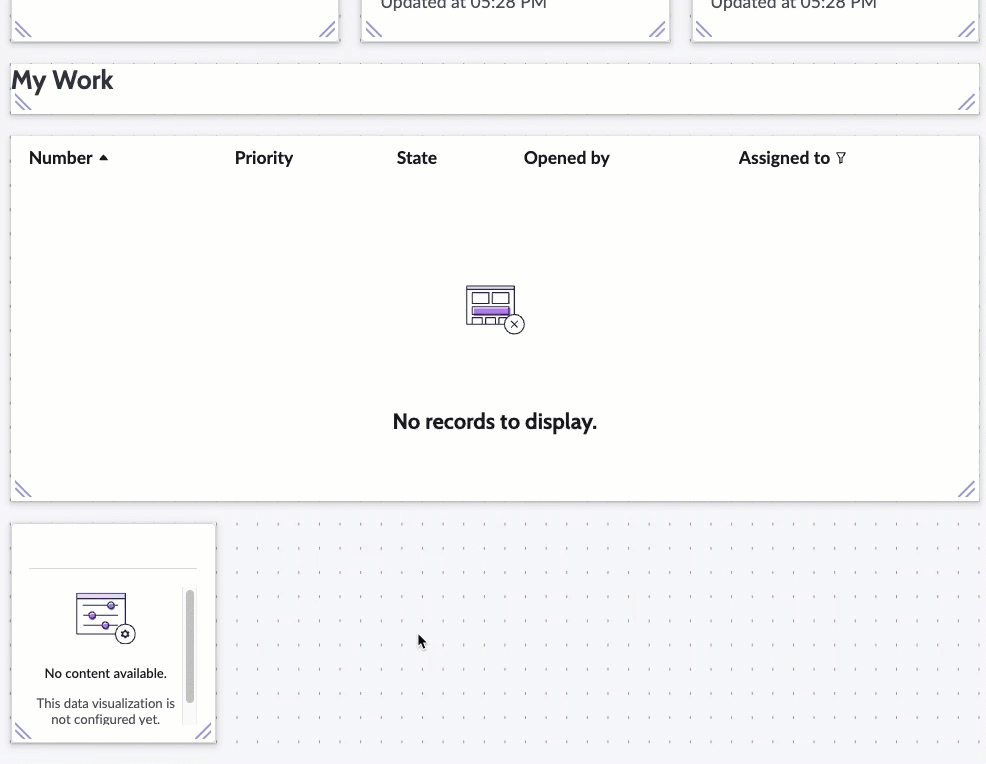 Updated at 05:28 PM
Updated at 05:28 PM
My Work
Number Priority State Opened by Assigned to
No records to display.
No content available.
This data visualization is
not configured yet.